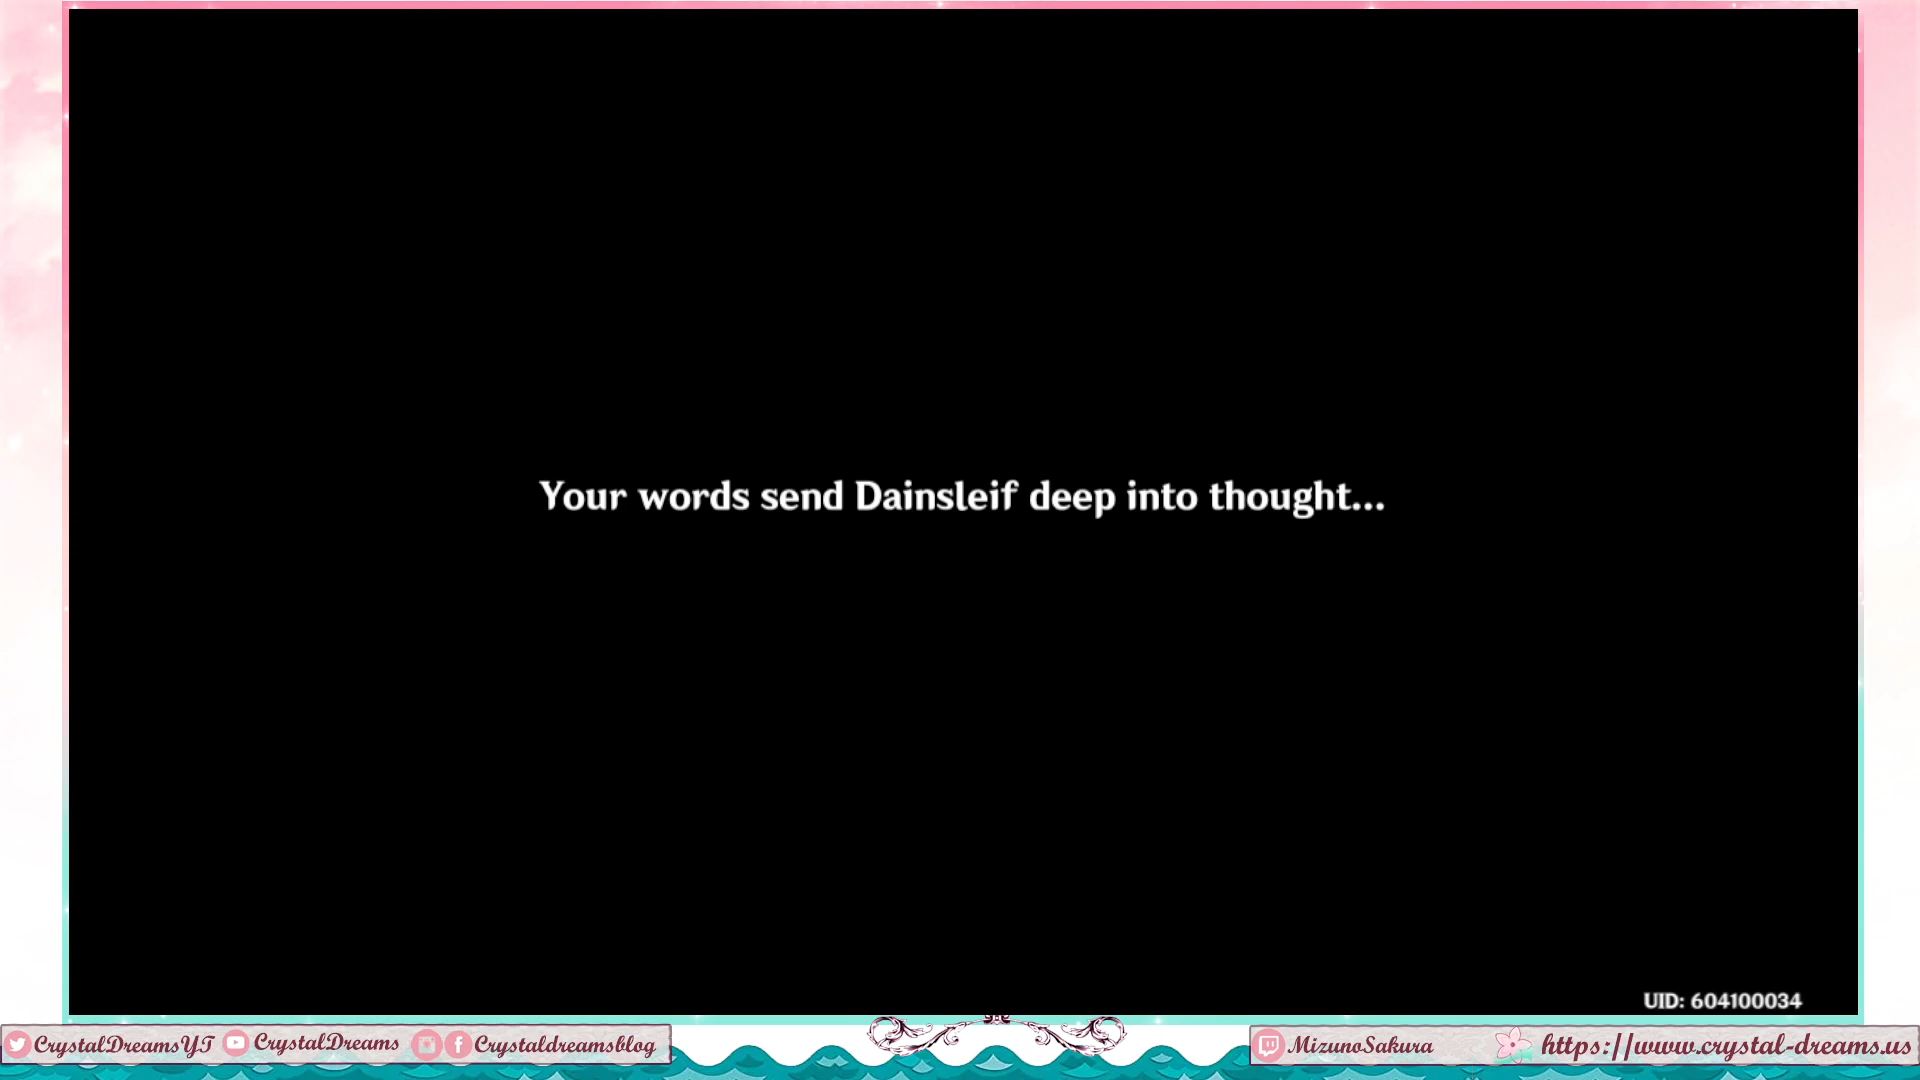 Your words send Dainsleif deep into thought...
UID: 604100034
CrystalDreamsYT CrystalDreams Crystaldreamsblog
MizunoSakura https://www.crystal-dreams.us